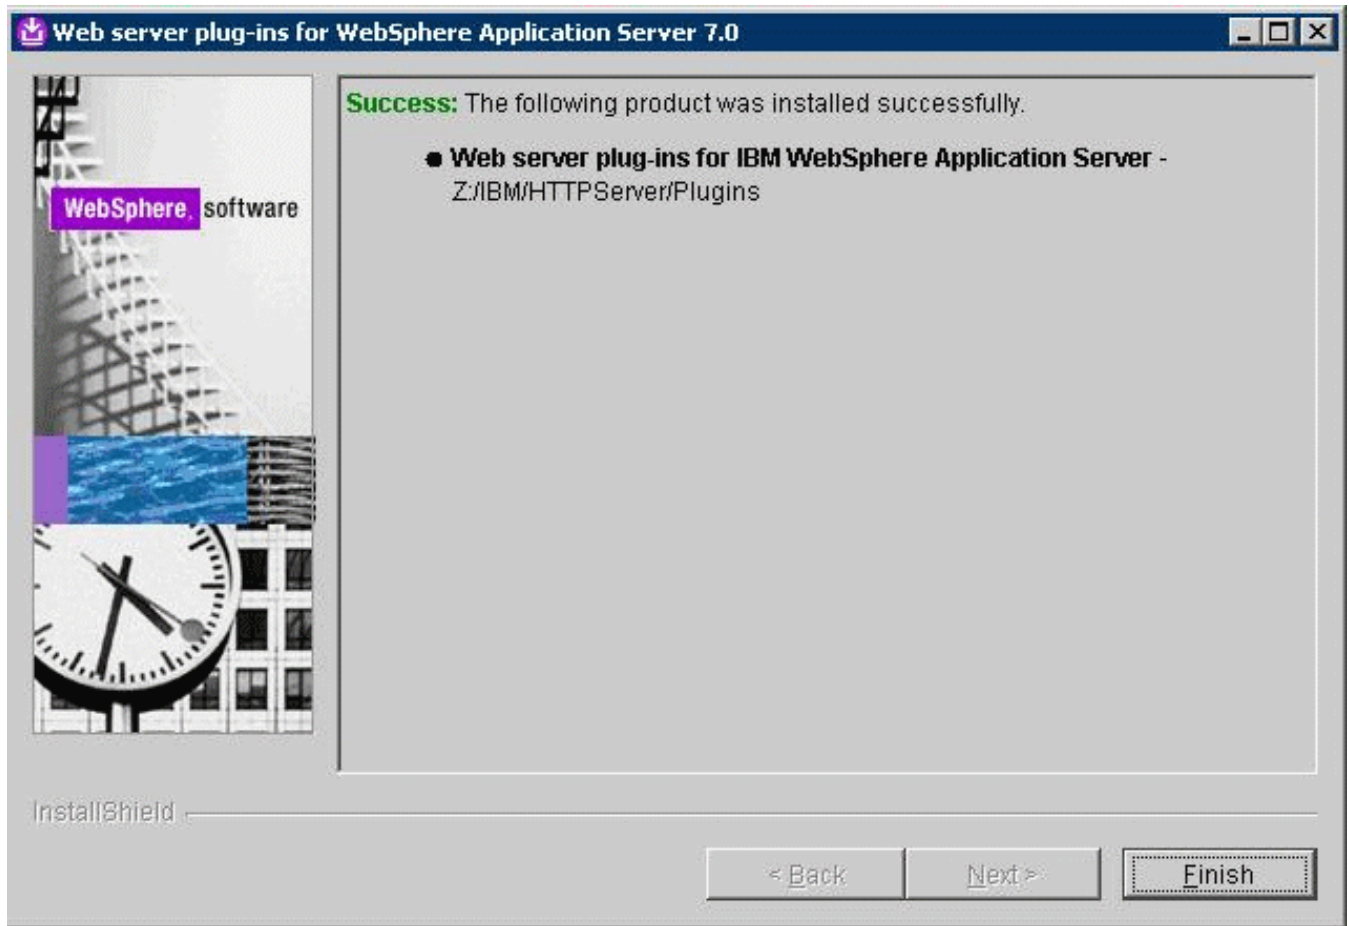 Web server plug-ins for WebSphere Application Server 7.0
WebSphere. software
Success: The following product was installed successfully.
Web server plug-ins for IBM WebSphere Application Server -
Z:/IBM/HTTPServer/Plugins
InstallShield
< Back
Next >
Finish